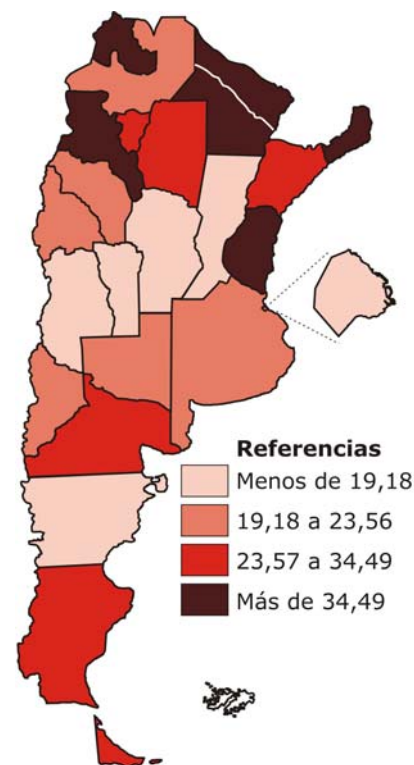 Referencias
Menos de 19,18
19,18 a 23,56
23,57 a 34,49
Más de 34,49